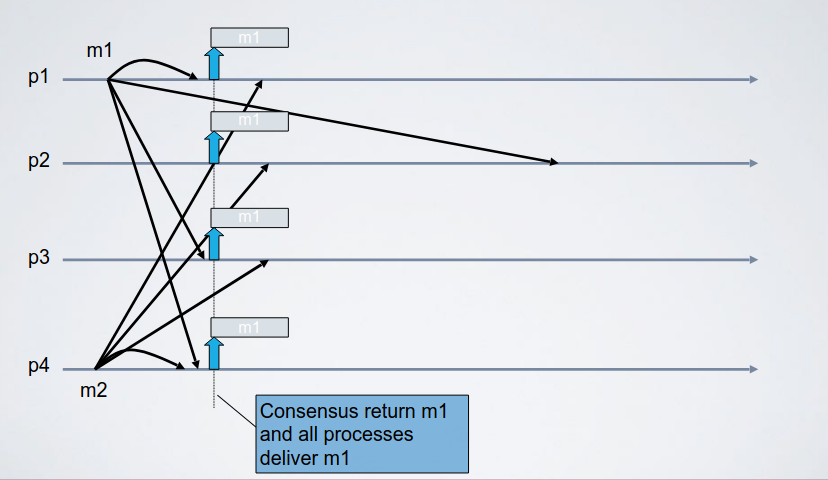 m1
m1
p1
m1
p2
m1
p3
m1
p4
m2
Consensus return m1
and all processes
deliver m1